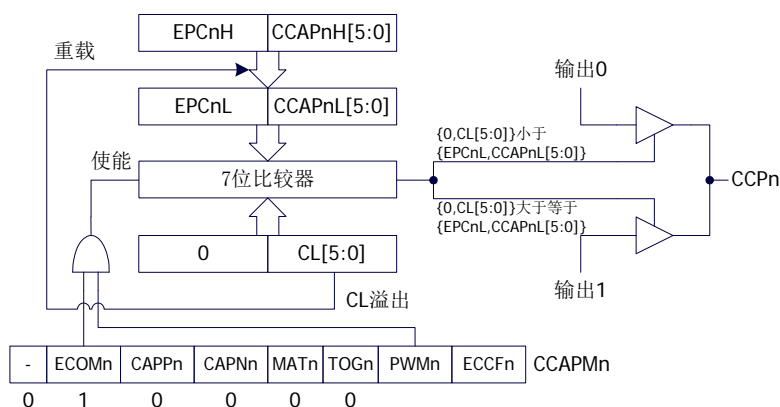 EPCnH CCAPnH[5:0]
重载
输出0
EPCnL CCAPnL[5:0]
{0,CL[5:0]}小于
{EPCnL,CCAPnL[5:0]}
使能
7位比较器
CCPn
{0,CL[5:0]}大于等于
{EPCnL,CCAPnL[5:0]}
0 CL[5:0]
CL溢出
输出1
- ECOMn CAPPn CAPNn MATn TOGn PWMn ECCFn CCAPMn
0 1 0 0 0 0